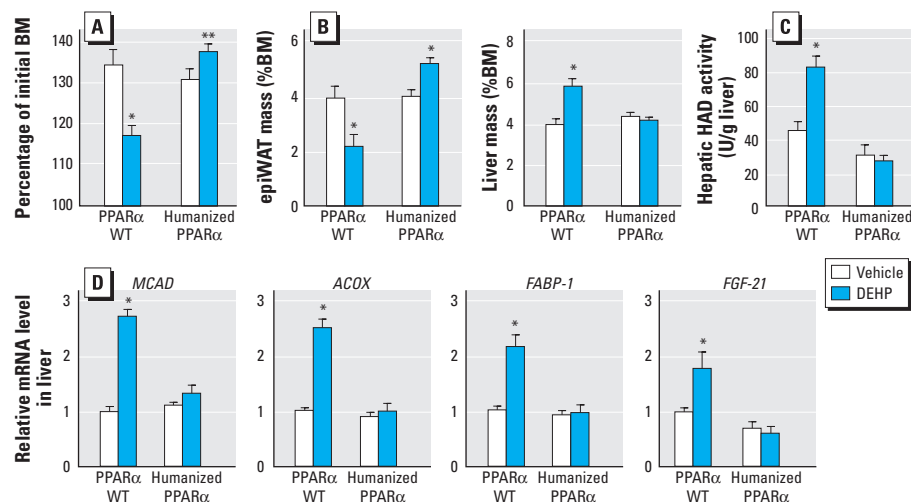 A
Percentage of initial BM
140
130
120
110
100
*
**
PPARα
WT
Humanized
PPARα
B
epiWAT mass (%BM)
6
4
2
0
*
*
PPARα
WT
Humanized
PPARα
Liver mass (%BM)
8
6
4
2
0
*
PPARα
WT
Humanized
PPARα
C
Hepatic HAD activity
(U/g liver)
100
80
60
40
20
0
*
PPARα
WT
Humanized
PPARα
Vehicle
DEHP
D
Relative mRNA level
in liver
MCAD
3
2
1
0
*
PPARα
WT
Humanized
PPARα
ACOX
3
2
1
0
*
PPARα
WT
Humanized
PPARα
FABP-1
3
2
1
0
*
PPARα
WT
Humanized
PPARα
FGF-21
3
2
1
0
*
PPARα
WT
Humanized
PPARα